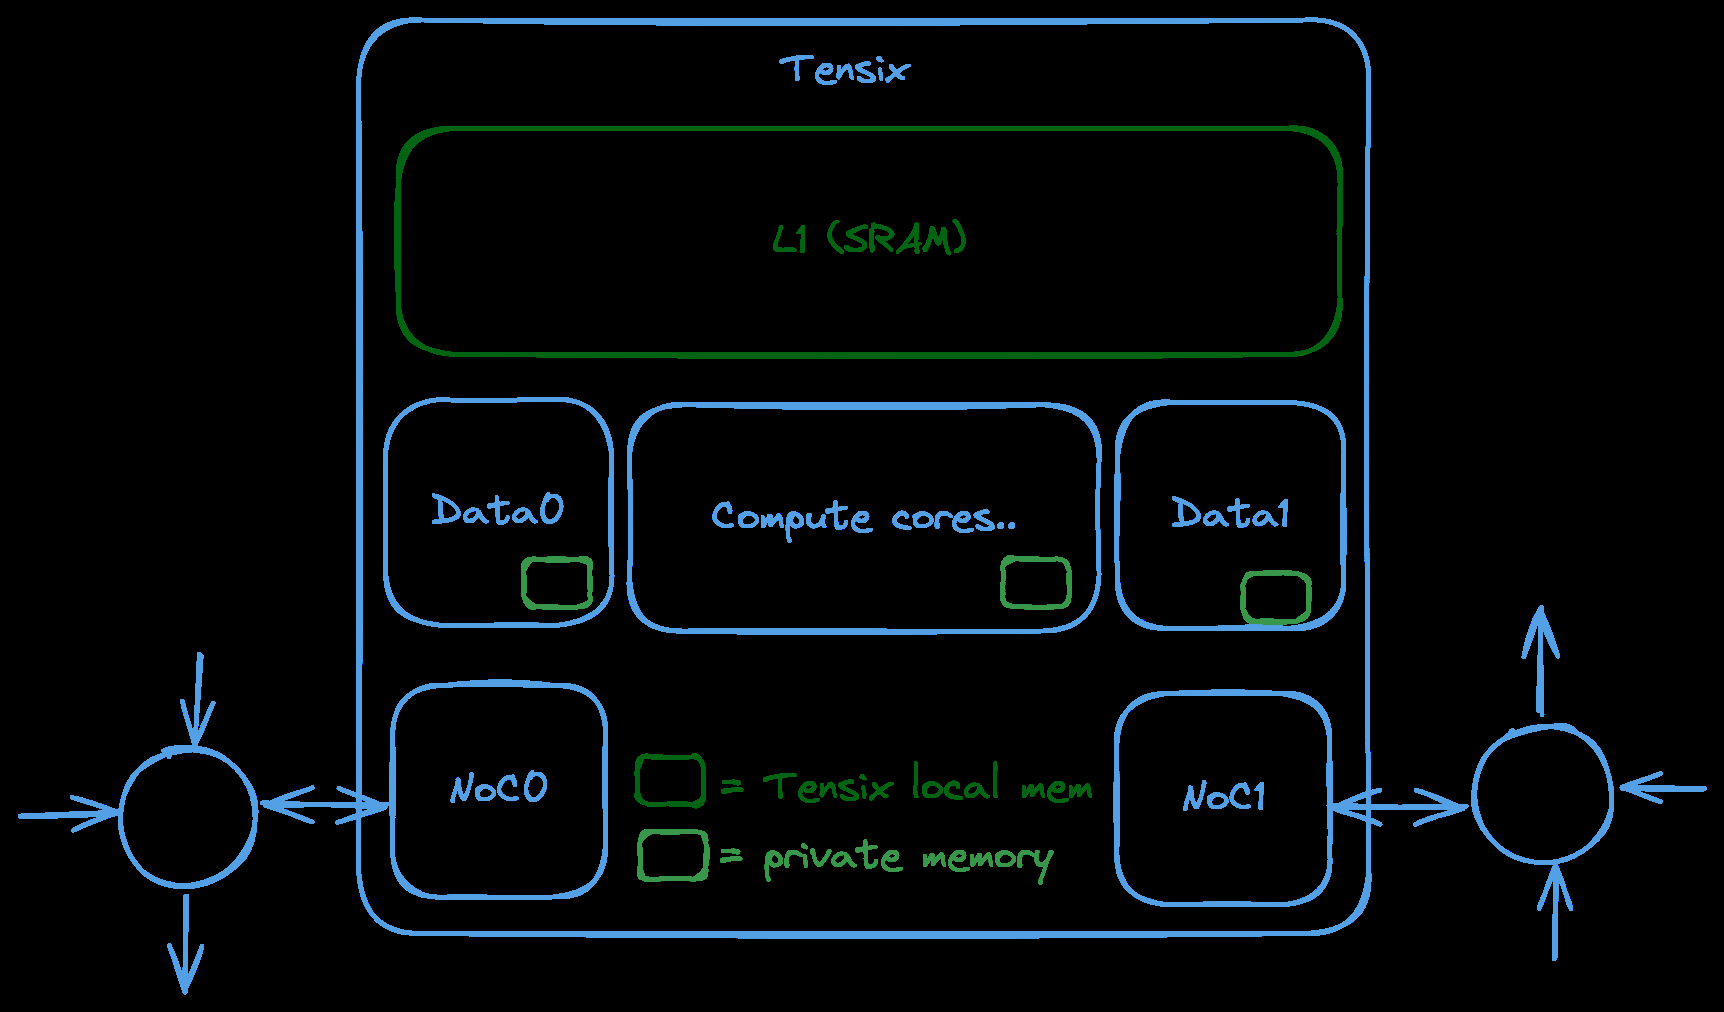 Tensix
L1 (SRAM)
Data0
Compute cores..
Data1
NoC0
= Tensix local mem
= private memory
NoC1